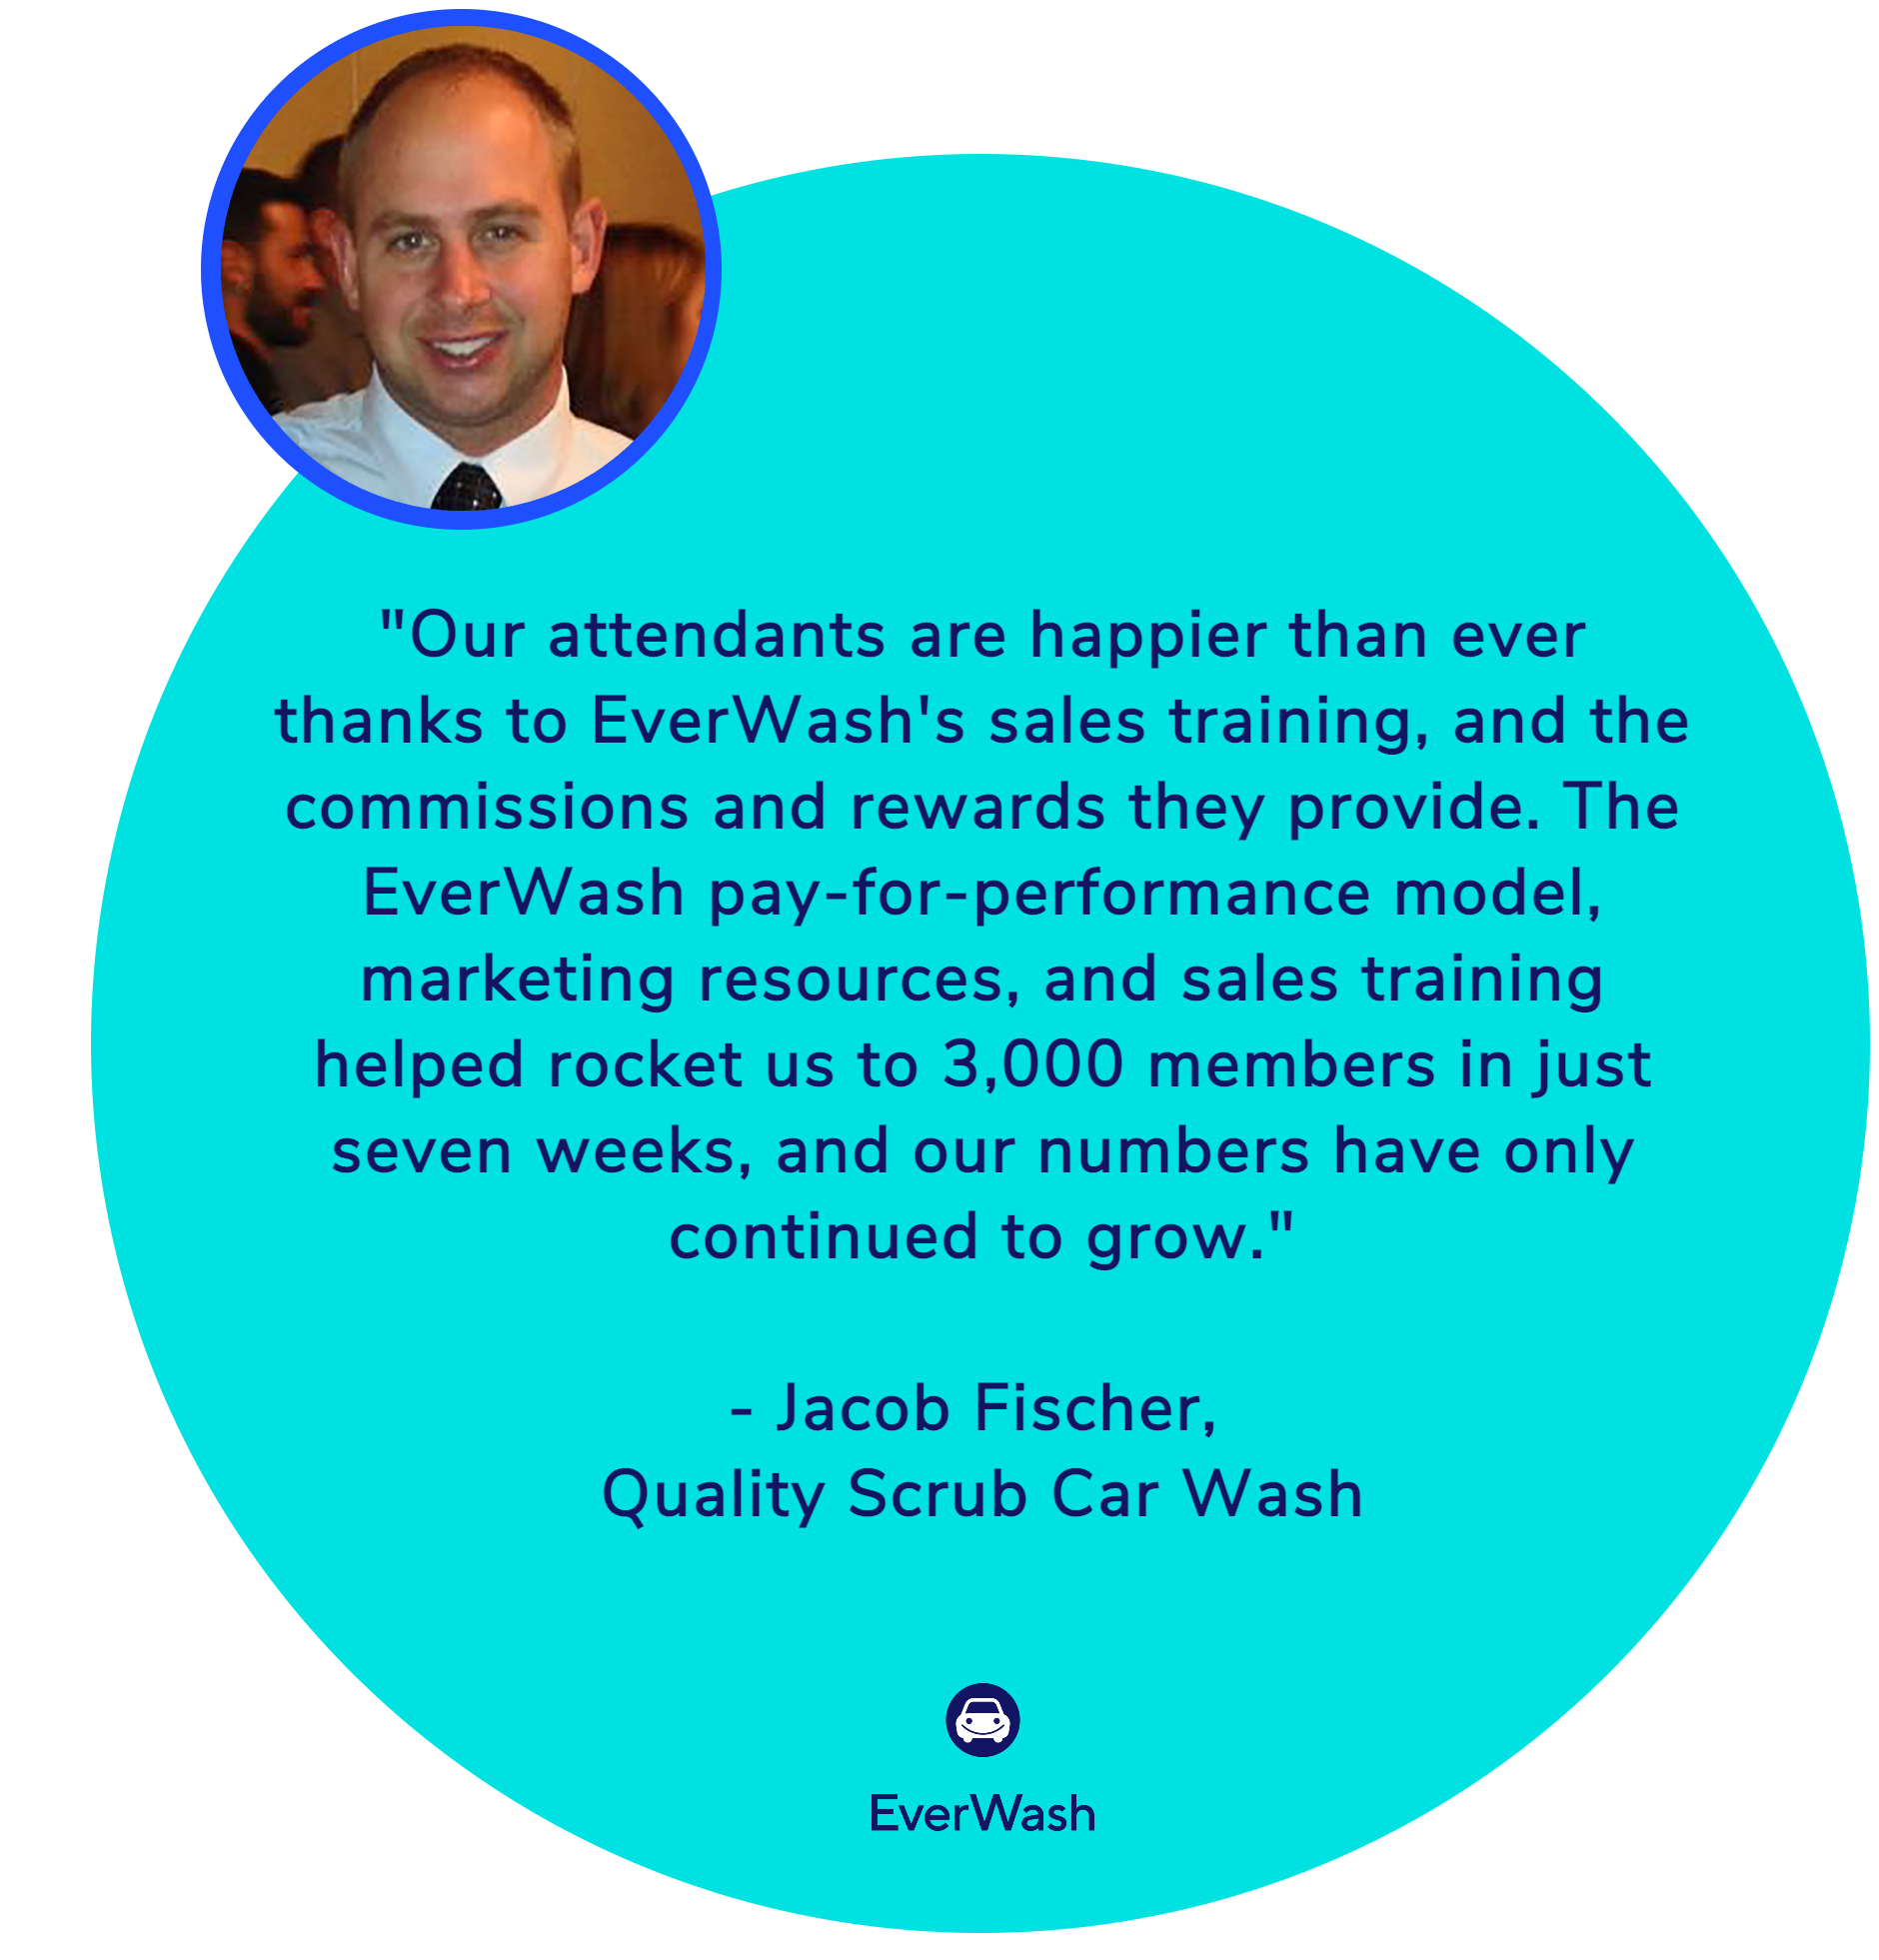 "Our attendants are happier than ever
thanks to EverWash's sales training, and the
commissions and rewards they provide. The
EverWash pay-for-performance model,
marketing resources, and sales training
helped rocket us to 3,000 members in just
seven weeks, and our numbers have only
continued to grow."
- Jacob Fischer,
Quality Scrub Car Wash
EverWash